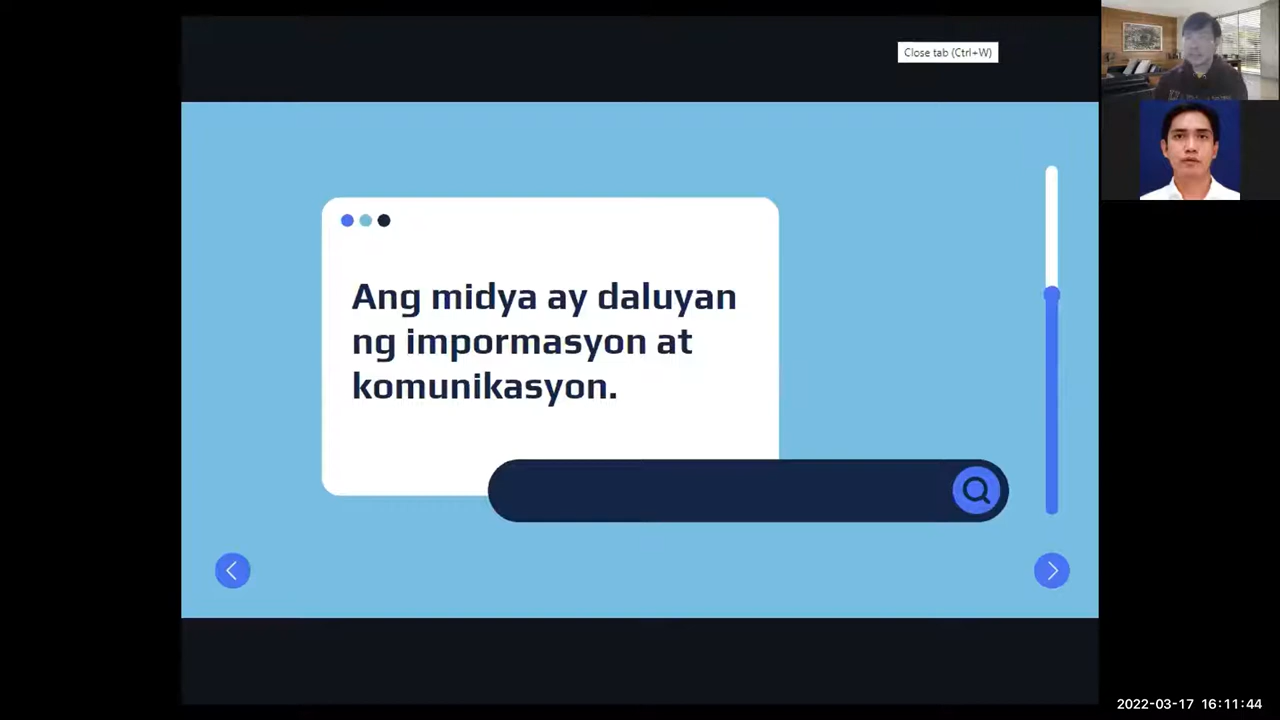 Close tab (Ctrl+W)
Ang midya ay daluyan
ng impormasyon at
komunikasyon.
2022-03-17 16:11:44